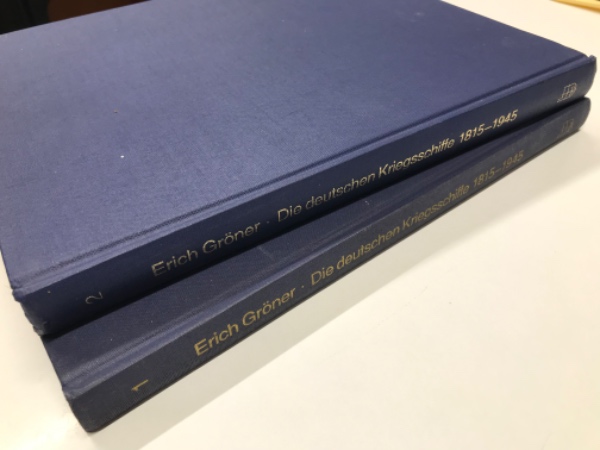 2 Erich Gröner · Die deutschen Kriegsschiffe 1815–1945
1 Erich Gröner · Die deutschen Kriegsschiffe 1815–1945